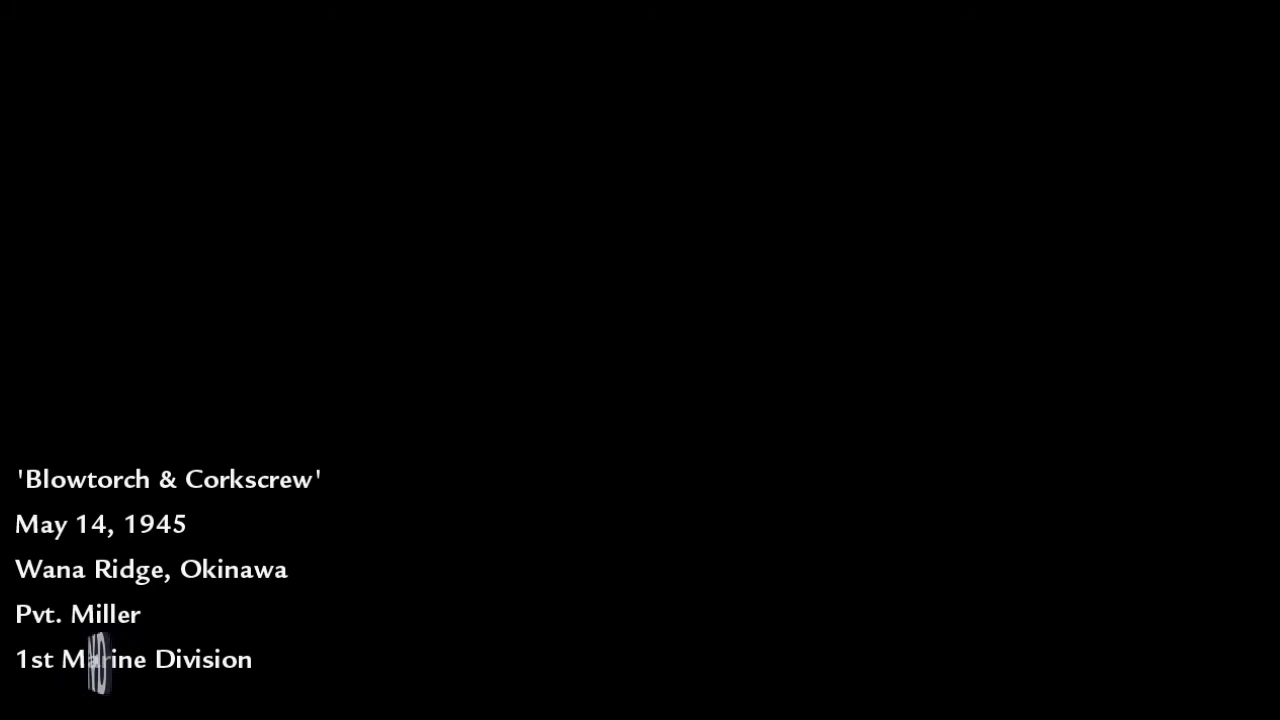 'Blowtorch & Corkscrew'
May 14, 1945
Wana Ridge, Okinawa
Pvt. Miller
1st Marine Division